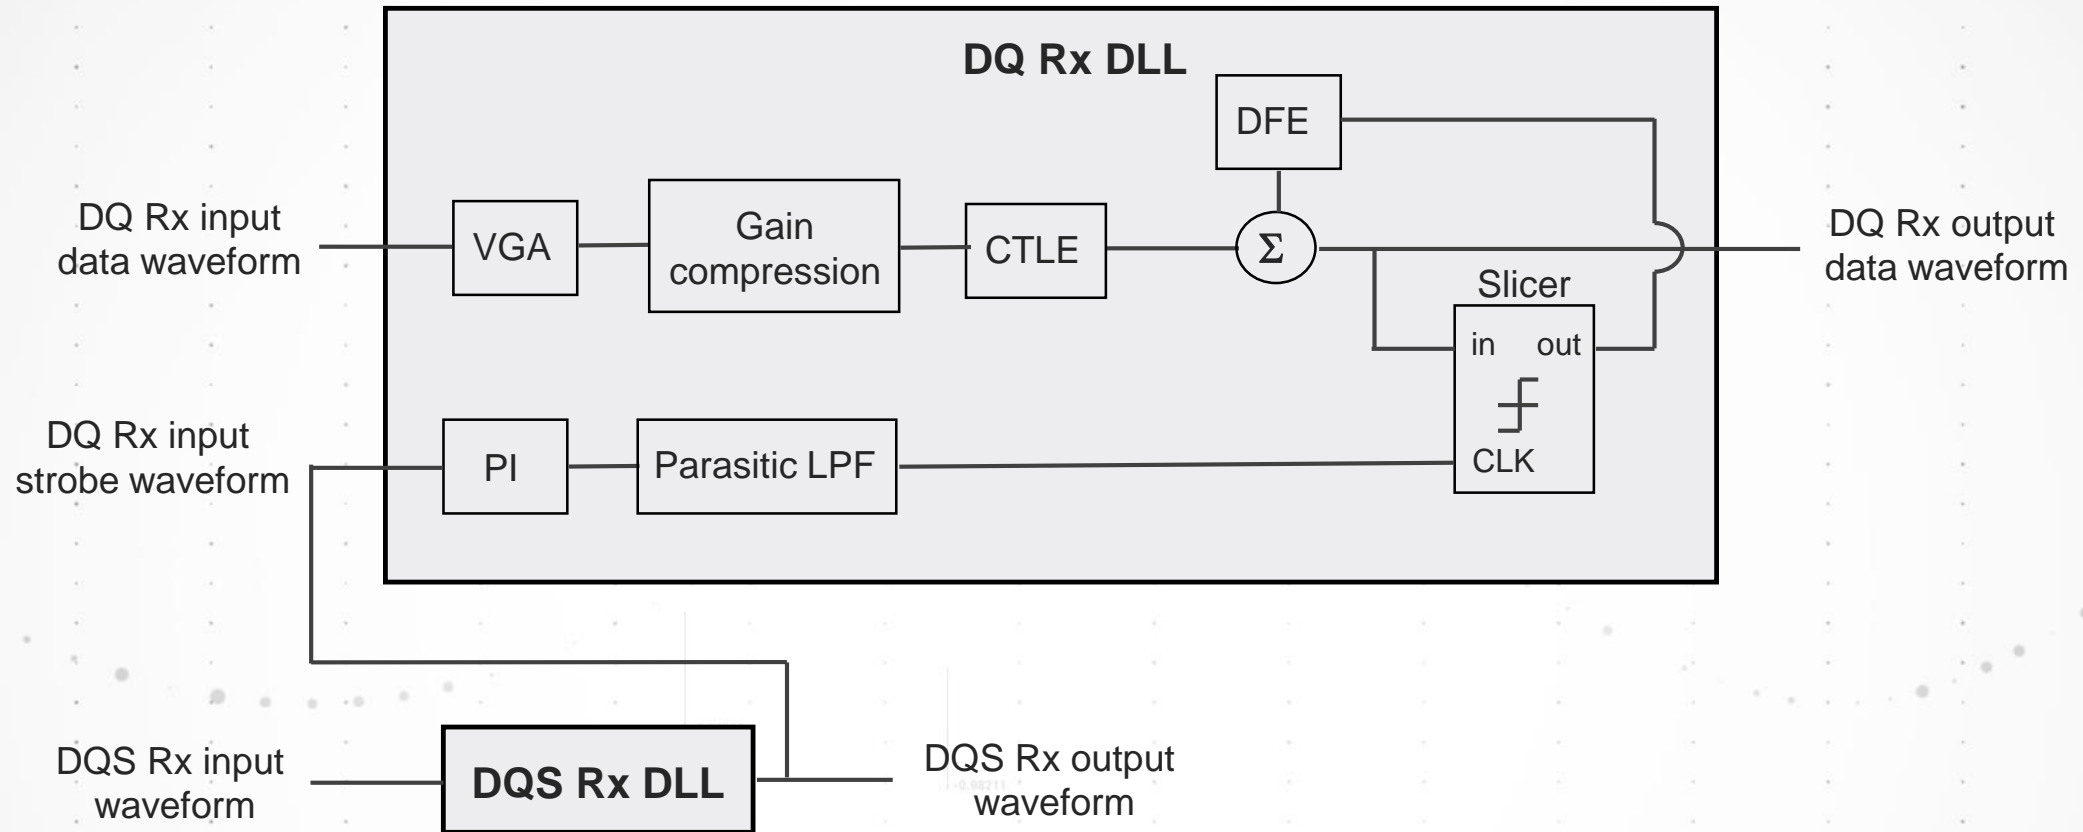 DQ Rx DLL
DFE
DQ Rx input
data waveform
VGA
Gain
compression
CTLE
Σ
DQ Rx output
data waveform
Slicer
in out
CLK
DQ Rx input
strobe waveform
PI
Parasitic LPF
DQS Rx input
waveform
DQS Rx DLL
DQS Rx output
waveform
-0.98211